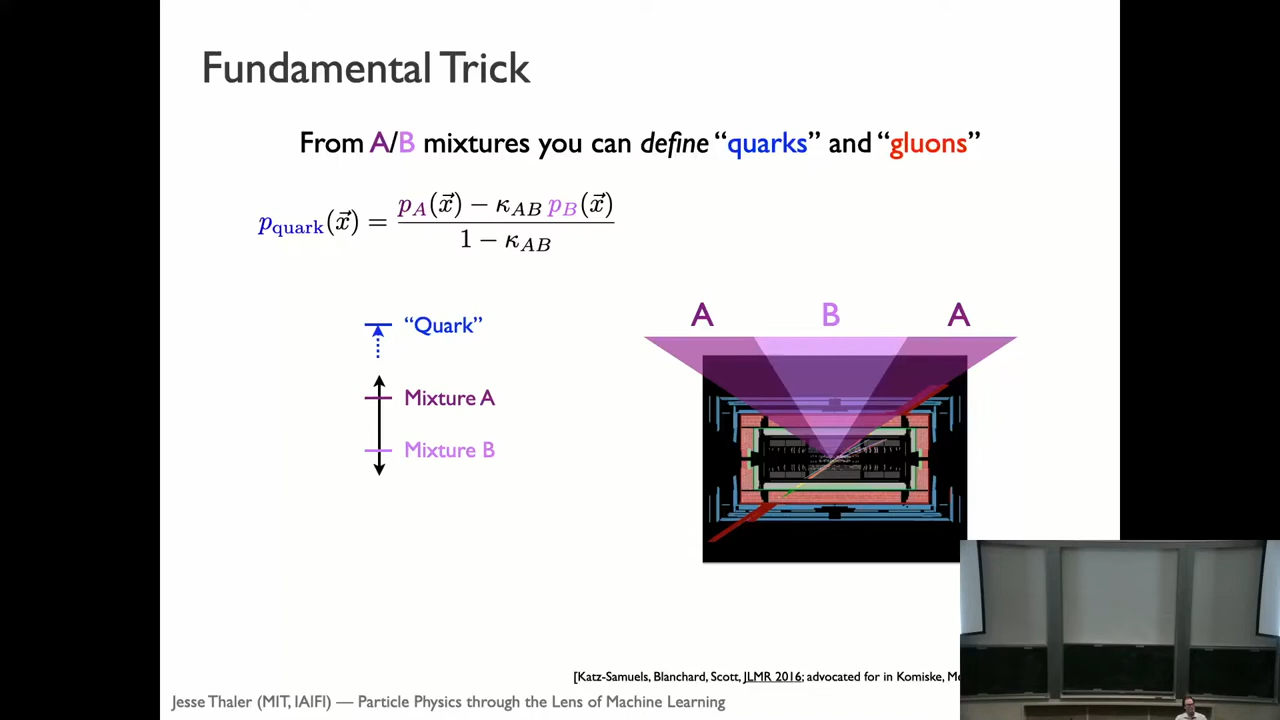 Fundamental Trick
From A/B mixtures you can define “quarks” and “gluons”
p_quark(x⃗) = (p_A(x⃗) − κ_AB p_B(x⃗)) / (1 − κ_AB)
A B A
“Quark”
Mixture A
Mixture B
[Katz-Samuels, Blanchard, Scott, JLMR 2016; advocated for in Komiske,
Jesse Thaler (MIT, IAIFI) — Particle Physics through the Lens of Machine Learning